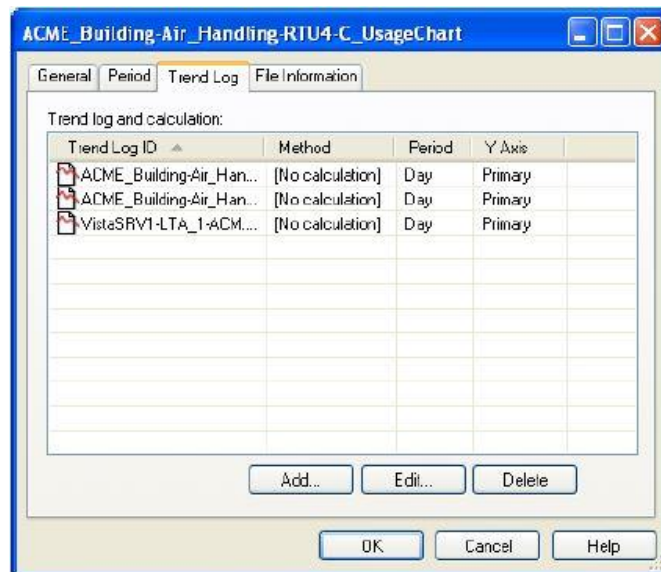 ACME_Building-Air_Handling-RTU4-C_UsageChart
General Period Trend Log File Information
Trend log and calculation:
Trend Log ID Method Period Y Axis
ACME_Building-Air_Han... [No calculation] Day Primary
ACME_Building-Air_Han... [No calculation] Day Primary
VistaSRV1-LTA_1-ACM.... [No calculation] Day Primary
Add... Edit... Delete
OK Cancel Help